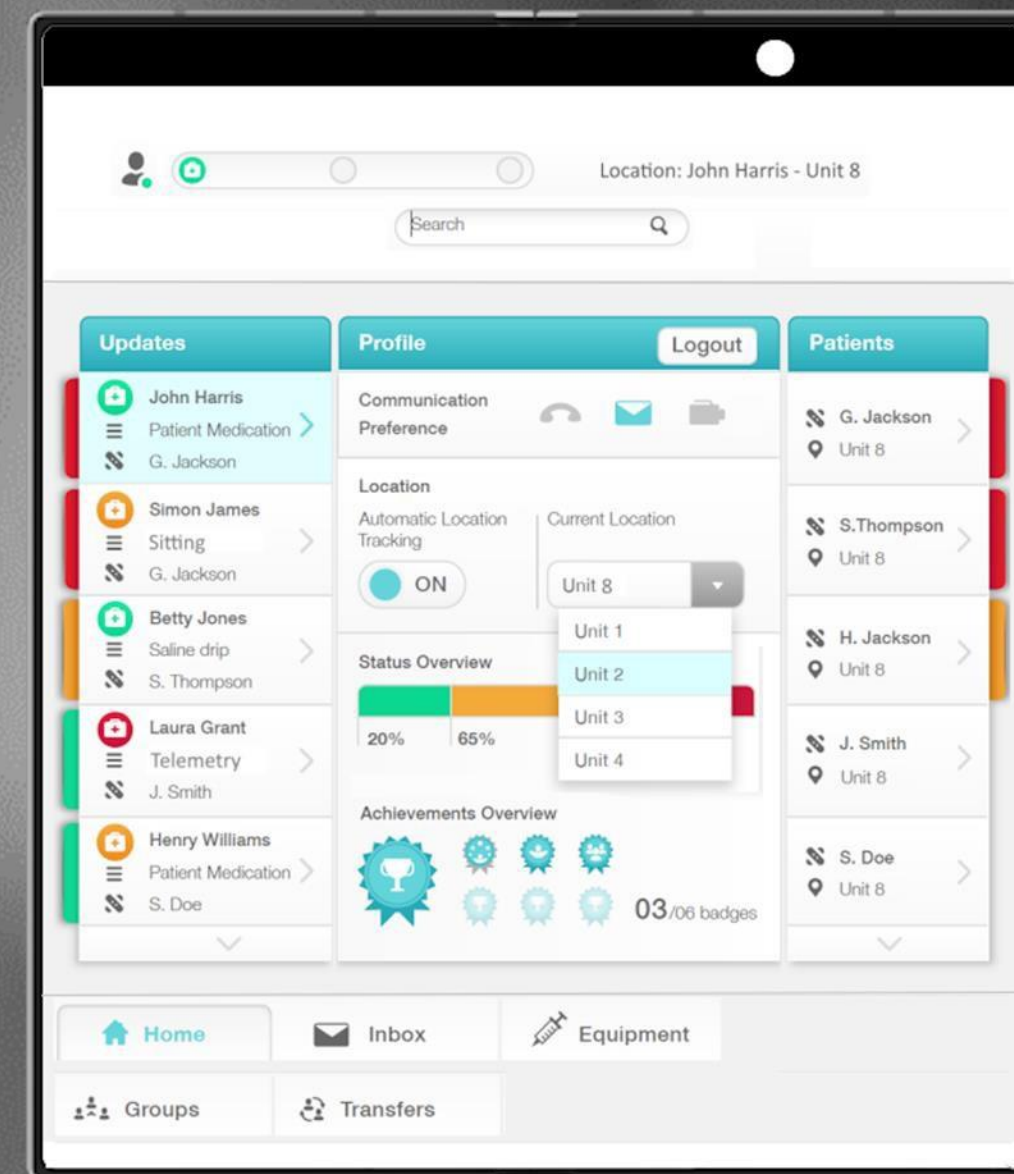 Location: John Harris - Unit 8
Search
Updates
John Harris
Patient Medication
G. Jackson
Simon James
Sitting
G. Jackson
Betty Jones
Saline drip
S. Thompson
Laura Grant
Telemetry
J. Smith
Henry Williams
Patient Medication
S. Doe
Profile
Logout
Communication
Preference
Location
Automatic Location
Tracking
ON
Current Location
Unit 8
Unit 1
Unit 2
Unit 3
Unit 4
Status Overview
20% 65%
Achievements Overview
03/06 badges
Patients
G. Jackson
Unit 8
S.Thompson
Unit 8
H. Jackson
Unit 8
J. Smith
Unit 8
S. Doe
Unit 8
Home
Inbox
Equipment
Groups
Transfers